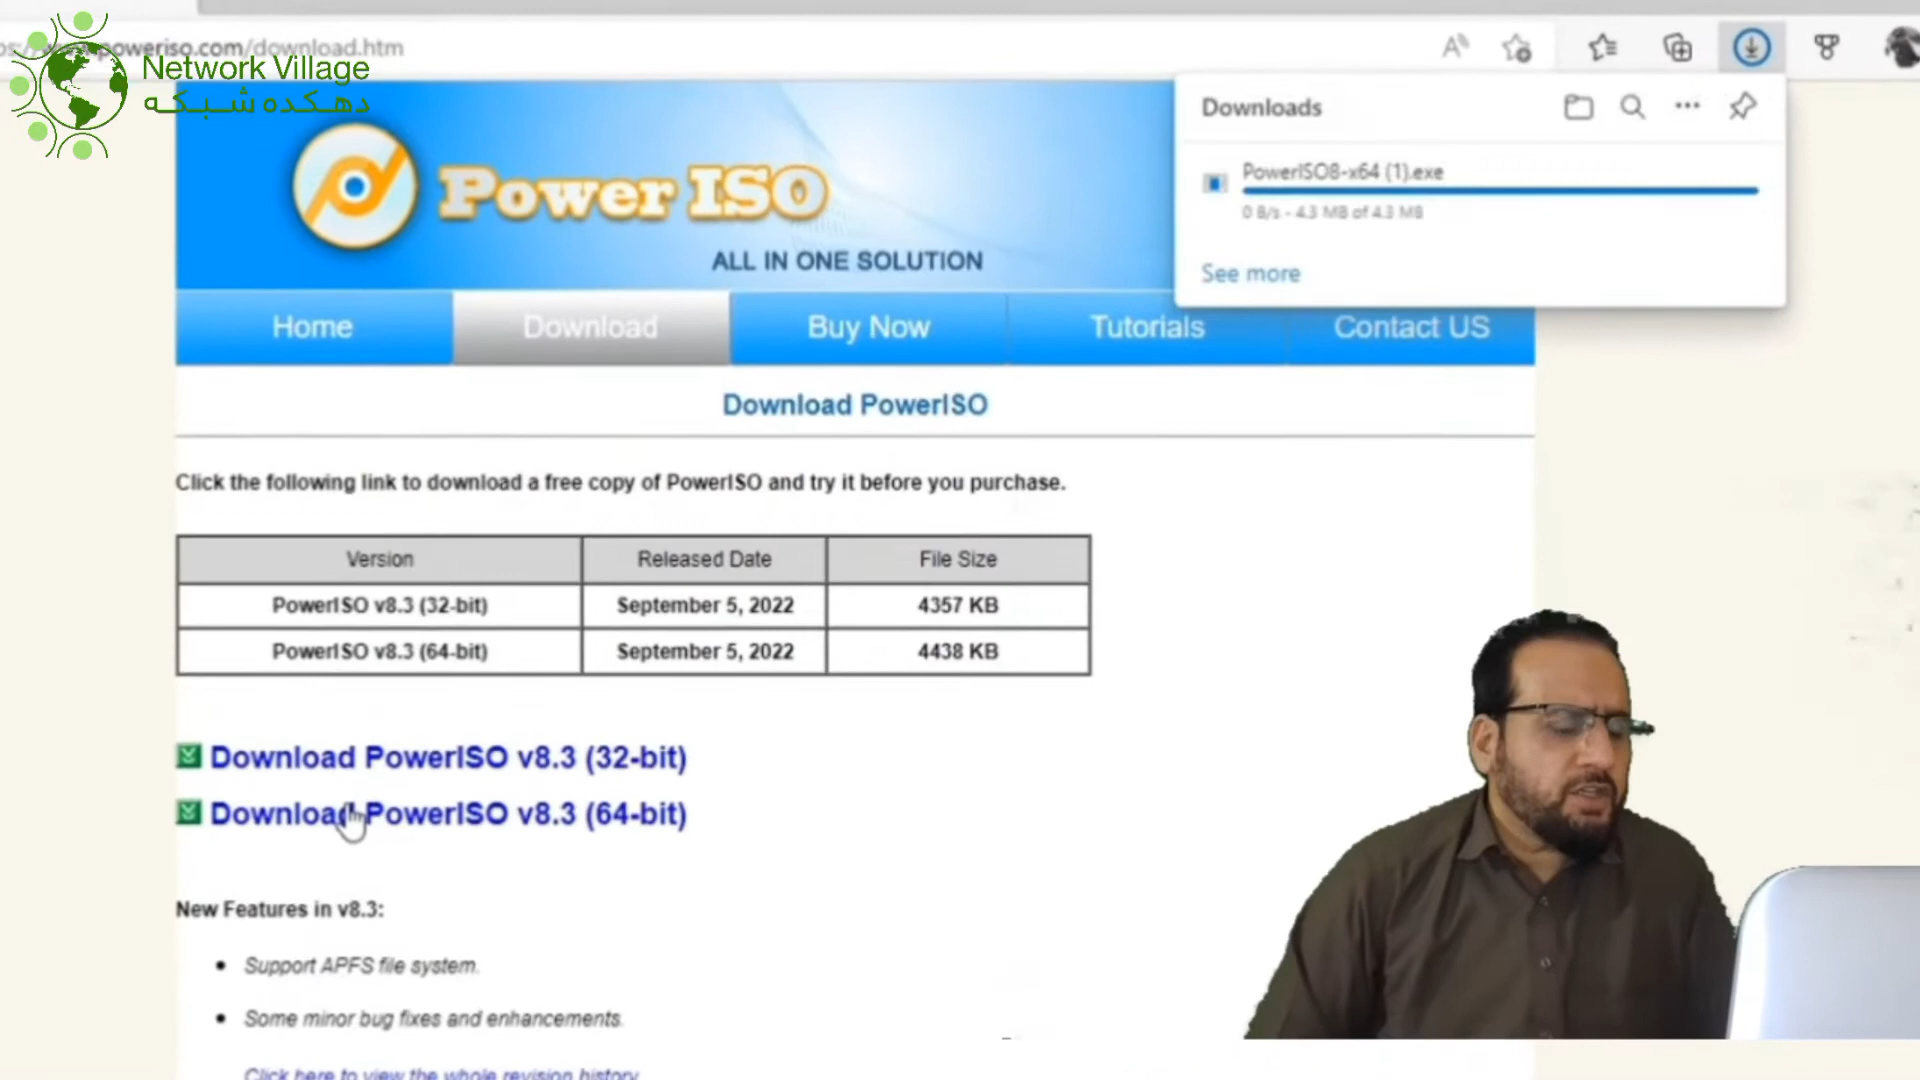 poweriso.com/download.htm
Network Village
دهکده شبکه
Power ISO
ALL IN ONE SOLUTION
Downloads
PowerISO8-x64 (1).exe
0 B/s - 4.3 MB of 4.3 MB
See more
Home
Download
Buy Now
Tutorials
Contact US
Download PowerISO
Click the following link to download a free copy of PowerISO and try it before you purchase.
Version Released Date File Size
PowerISO v8.3 (32-bit) September 5, 2022 4357 KB
PowerISO v8.3 (64-bit) September 5, 2022 4438 KB
Download PowerISO v8.3 (32-bit)
Download PowerISO v8.3 (64-bit)
New Features in v8.3:
Support APFS file system.
Some minor bug fixes and enhancements.
Click here to view the whole revision history